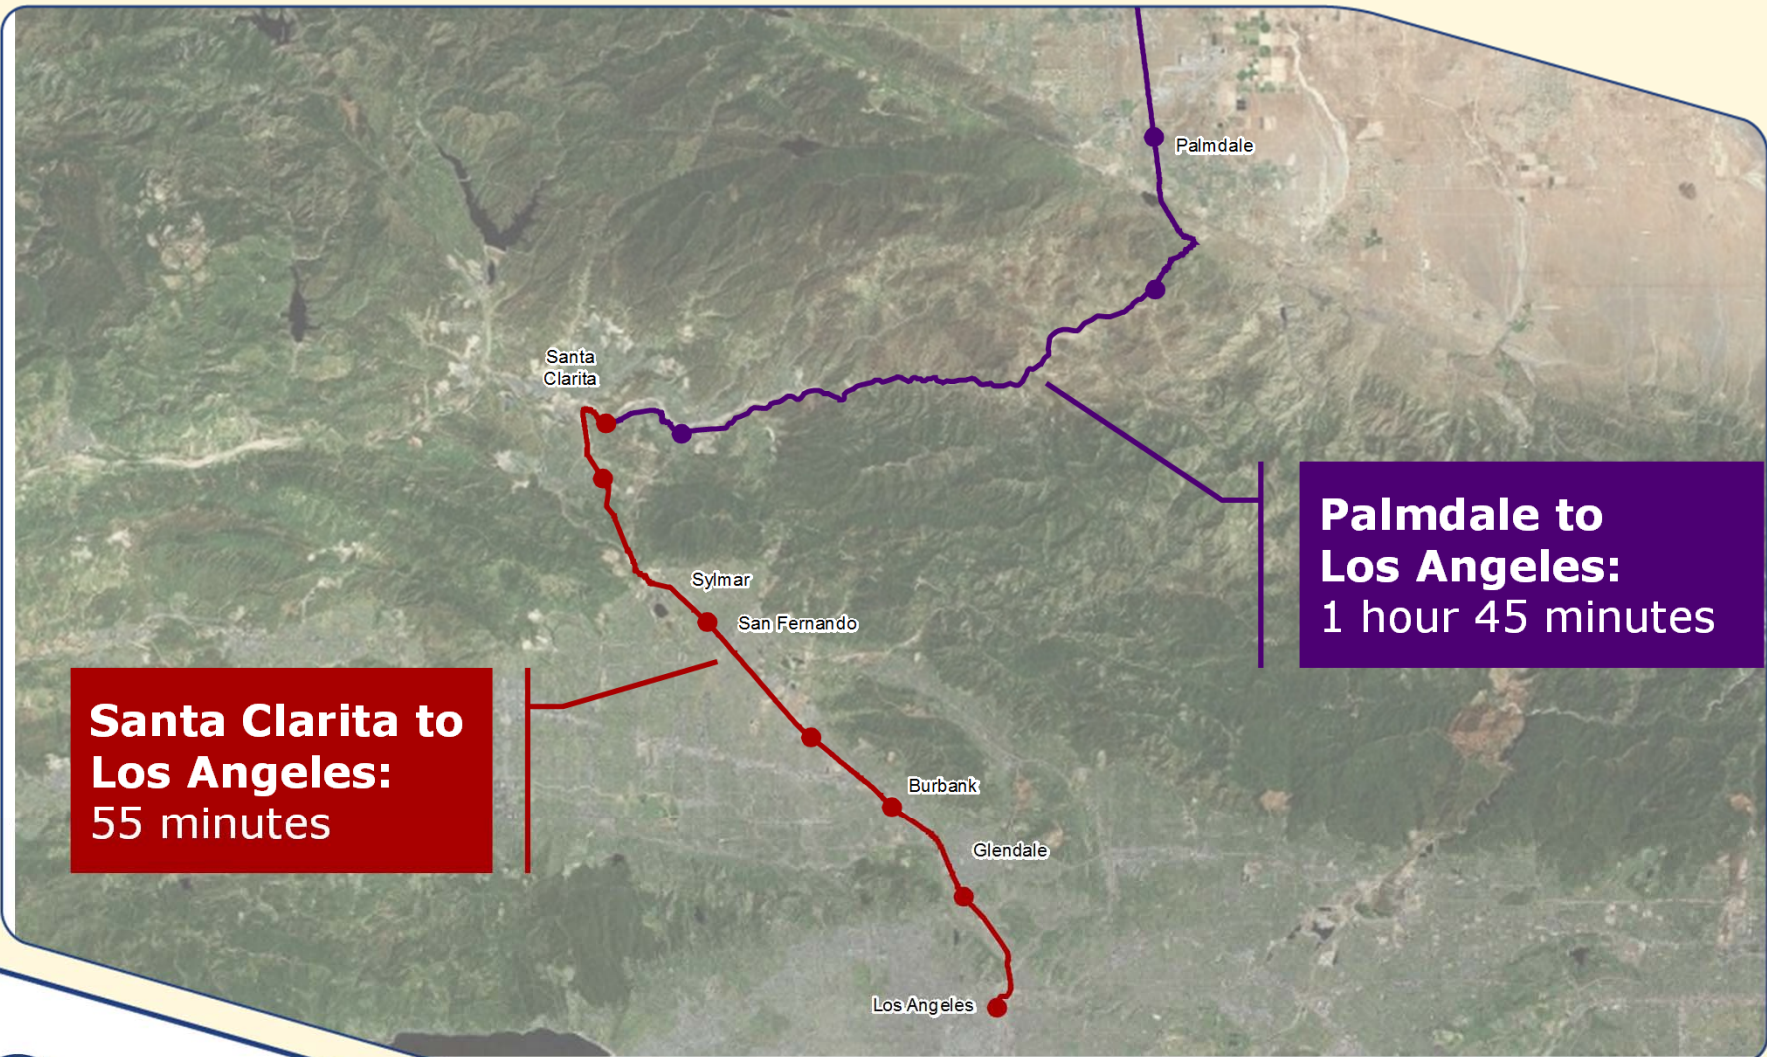 Palmdale
Santa
Clarita
Palmdale to
Los Angeles:
1 hour 45 minutes
Sylmar
San Fernando
Santa Clarita to
Los Angeles:
55 minutes
Burbank
Glendale
Los Angeles